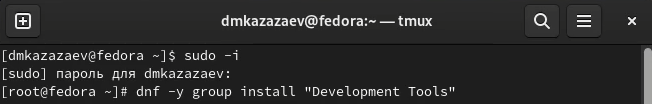 dmkazazaev@fedora:~ — tmux
[dmkazazaev@fedora ~]$ sudo -i
[sudo] пароль для dmkazazaev:
[root@fedora ~]# dnf -y group install "Development Tools"